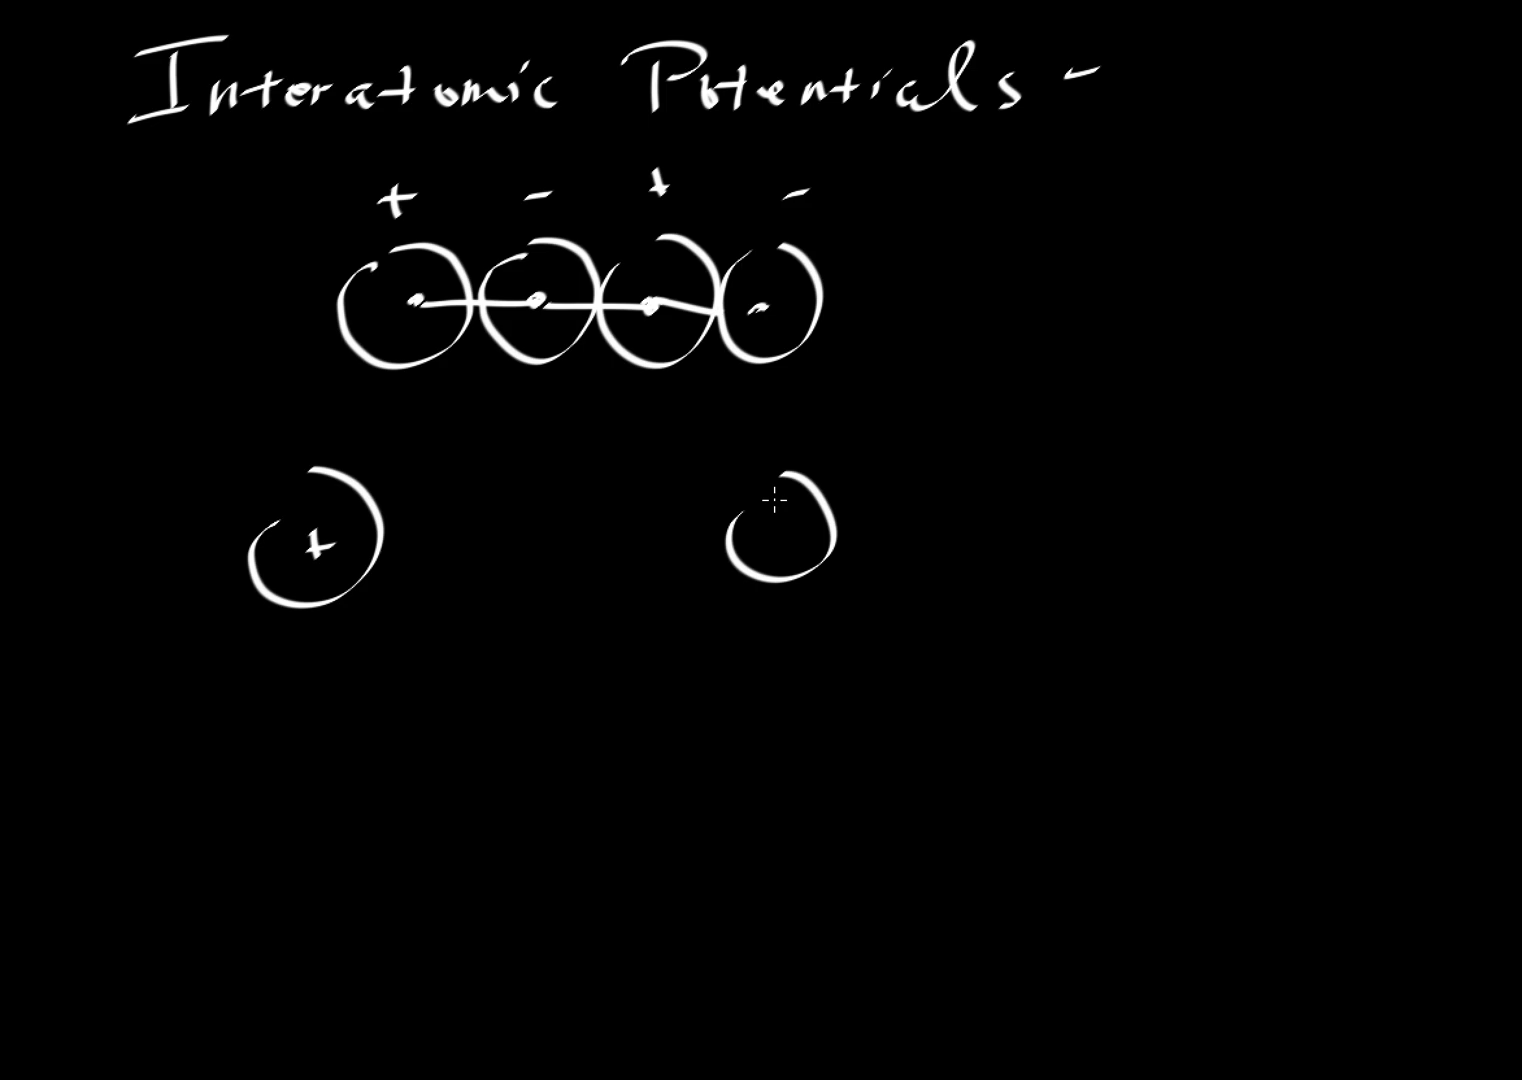 Interatomic Potentials -
+ - + -
+